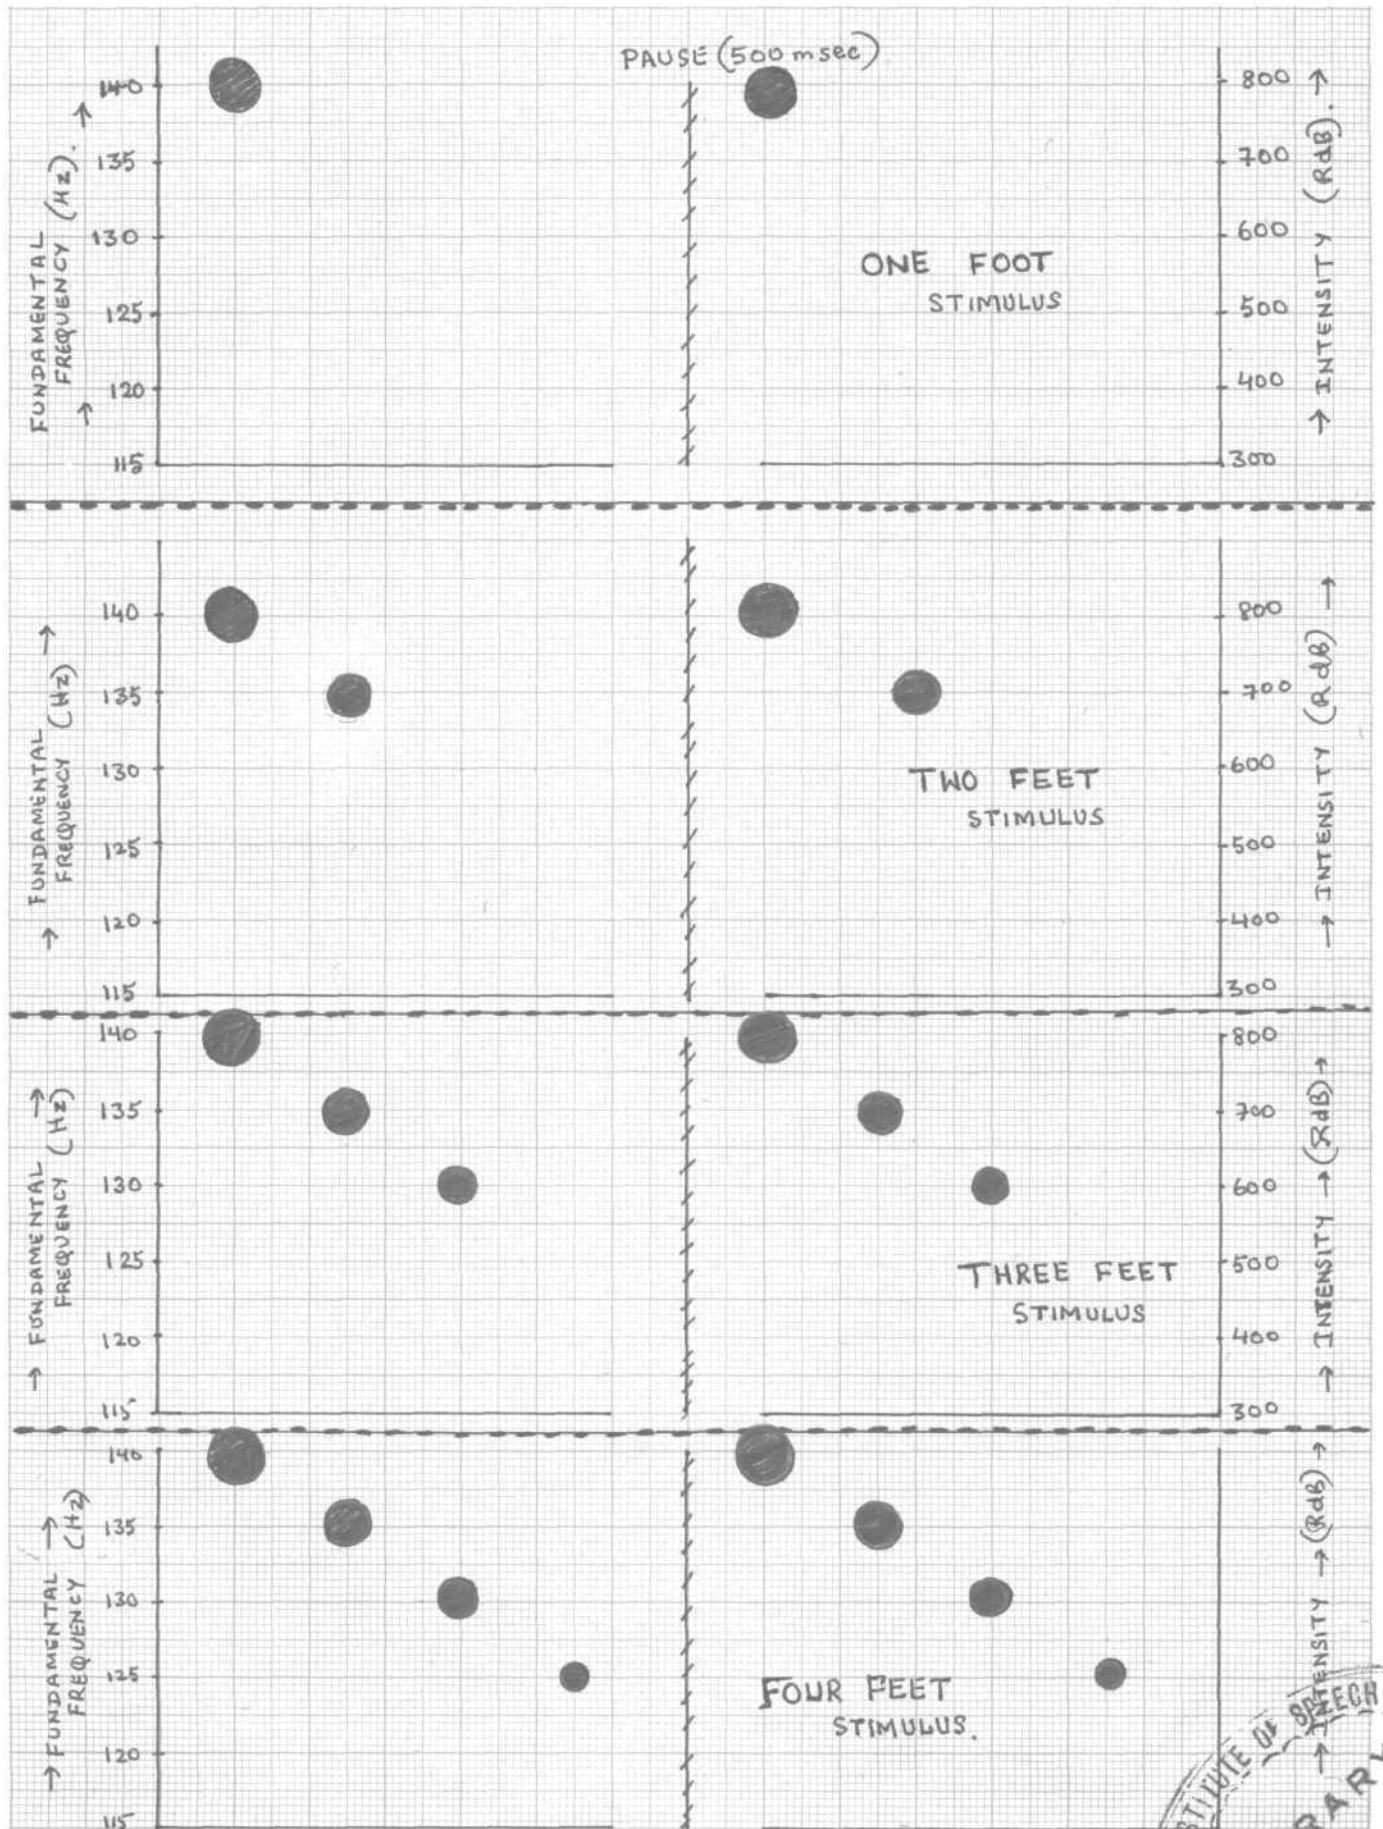 PAUSE (500 msec)
FUNDAMENTAL
FREQUENCY (Hz). →
→
140
135
130
125
120
115
ONE FOOT
STIMULUS
800
700
600
500
400
300
→ INTENSITY (RdB). →
→ FUNDAMENTAL →
FREQUENCY (Hz)
140
135
130
125
120
115
TWO FEET
STIMULUS
800
700
600
500
400
300
→ INTENSITY (RdB) →
→ FUNDAMENTAL →
FREQUENCY (Hz)
140
135
130
125
120
115
THREE FEET
STIMULUS
800
700
600
500
400
300
→ INTENSITY → (RdB) →
→ FUNDAMENTAL →
FREQUENCY (Hz)
140
135
130
125
120
115
FOUR FEET
STIMULUS.
→ INTENSITY → (RdB) →
OF SPEECH